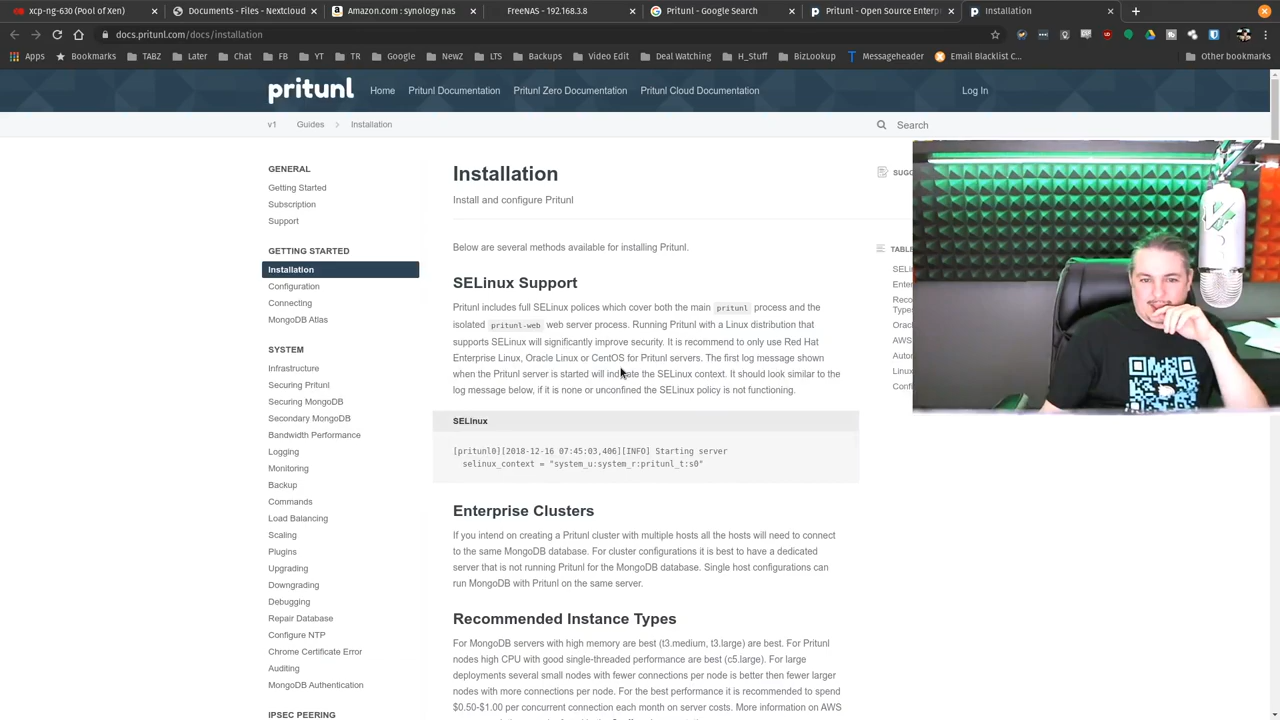 xcp-ng-630 (Pool of Xen)
Documents - Files - Nextcloud
Amazon.com : synology nas
FreeNAS - 192.168.3.8
Pritunl - Google Search
Pritunl - Open Source Enterp
Installation
docs.pritunl.com/docs/installation
Apps
Bookmarks
TABZ
Later
Chat
FB
YT
TR
Google
NewZ
LTS
Backups
Video Edit
Deal Watching
H_Stuff
BizLookup
Messageheader
Email Blacklist C...
Other bookmarks
pritunl
Home
Pritunl Documentation
Pritunl Zero Documentation
Pritunl Cloud Documentation
Log In
v1
Guides > Installation
Search
GENERAL
Getting Started
Subscription
Support
GETTING STARTED
Installation
Configuration
Connecting
MongoDB Atlas
SYSTEM
Infrastructure
Securing Pritunl
Securing MongoDB
Secondary MongoDB
Bandwidth Performance
Logging
Monitoring
Backup
Commands
Load Balancing
Scaling
Plugins
Upgrading
Downgrading
Debugging
Repair Database
Configure NTP
Chrome Certificate Error
Auditing
MongoDB Authentication
IPSEC PEERING
Installation
Install and configure Pritunl
Below are several methods available for installing Pritunl.
SELinux Support
Pritunl includes full SELinux polices which cover both the main pritunl process and the
isolated pritunl-web web server process. Running Pritunl with a Linux distribution that
supports SELinux will significantly improve security. It is recommend to only use Red Hat
Enterprise Linux, Oracle Linux or CentOS for Pritunl servers. The first log message shown
when the Pritunl server is started will indicate the SELinux context. It should look similar to the
log message below, if it is none or unconfined the SELinux policy is not functioning.
SELinux
[pritunl0][2018-12-16 07:45:03,406][INFO] Starting server
selinux_context = "system_u:system_r:pritunl_t:s0"
Enterprise Clusters
If you intend on creating a Pritunl cluster with multiple hosts all the hosts will need to connect
to the same MongoDB database. For cluster configurations it is best to have a dedicated
server that is not running Pritunl for the MongoDB database. Single host configurations can
run MongoDB with Pritunl on the same server.
Recommended Instance Types
For MongoDB servers with high memory are best (t3.medium, t3.large) are best. For Pritunl
nodes high CPU with good single-threaded performance are best (c5.large). For large
deployments several small nodes with fewer connections per node is better then fewer larger
nodes with more connections per node. For the best performance it is recommended to spend
$0.50-$1.00 per concurrent connection each month on server costs. More information on AWS
SUGG
TABLE
SELi
Ente
Reco
Types
Oracl
AWS
Auto
Linux
Confi